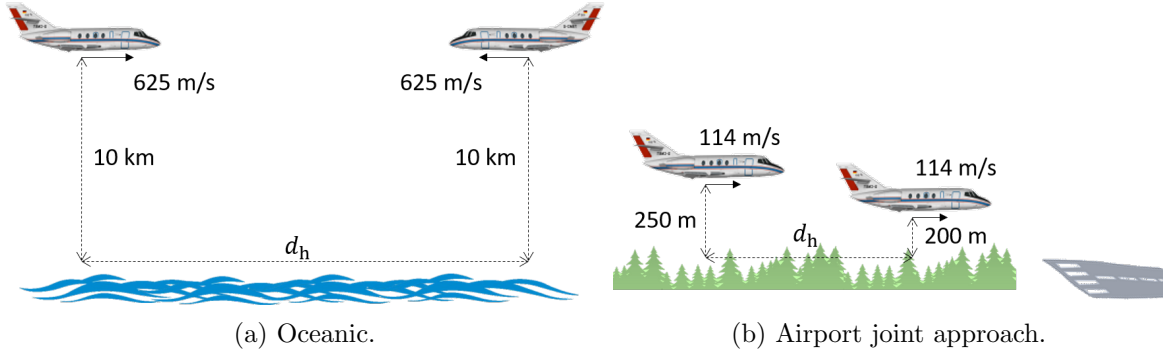 625 m/s
625 m/s
10 km
10 km
d_h
(a) Oceanic.
114 m/s
114 m/s
250 m
d_h
200 m
(b) Airport joint approach.